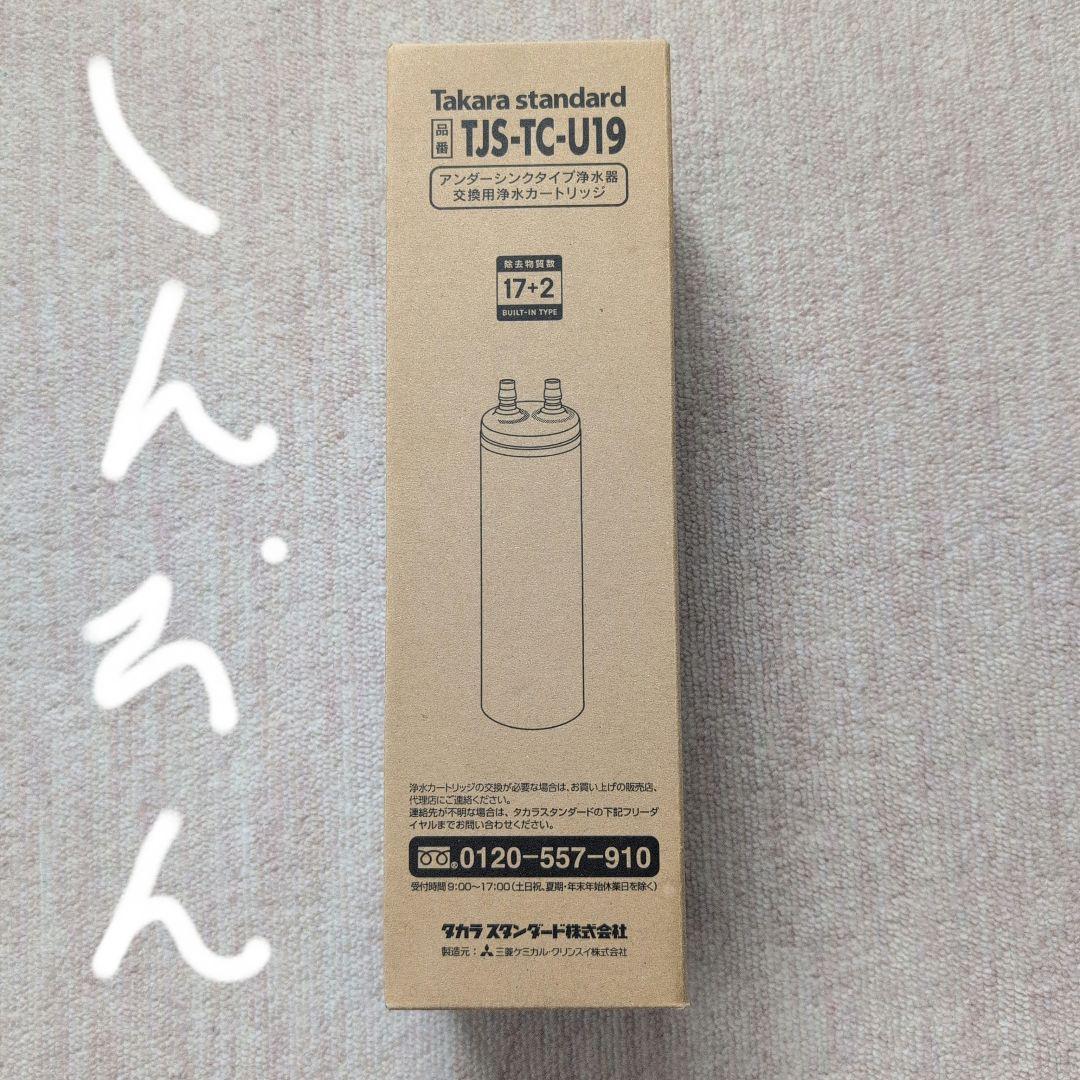 Takara standard
品番 TJS-TC-U19
アンダーシンクタイプ浄水器
交換用浄水カートリッジ
除去物質数
17+2
BUILT-IN TYPE
浄水カートリッジの交換が必要な場合は、お買い上げの販売店、
代理店にご連絡ください。
連絡先が不明な場合は、タカラスタンダードの下記フリーダ
イヤルまでお問い合わせください。
®0120-557-910
受付時間9:00〜17:00(土日祝、夏期・年末年始休業日を除く)
タカラスタンダード株式会社
製造元:三菱ケミカル・クリンスイ株式会社